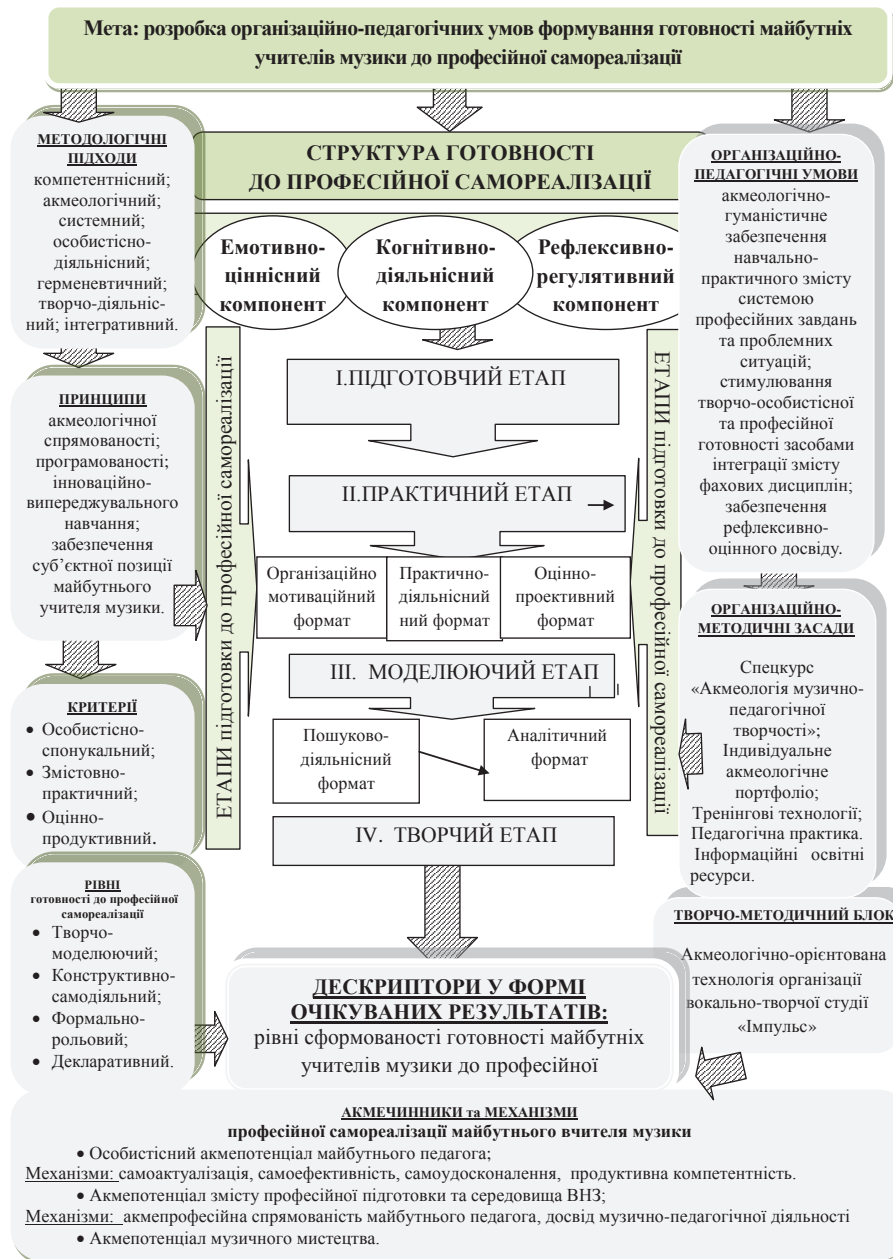 Мета: розробка організаційно-педагогічних умов формування готовності майбутніх
учителів музики до професійної самореалізації
МЕТОДОЛОГІЧНІ
ПІДХОДИ
компетентнісний;
акмеологічний;
системний;
особистісно-
діяльнісний;
герменевтичний;
творчо-діяльніс-
ний; інтегративний.
ПРИНЦИПИ
акмеологічної
спрямованості;
програмованості;
інноваційно-
випереджувального
навчання;
забезпечення
суб’єктної позиції
майбутнього
учителя музики.
КРИТЕРІЇ
• Особистісно-
спонукальний;
• Змістовно-
практичний;
• Оцінно-
продуктивний.
РІВНІ
готовності до професійної
самореалізації
• Творчо-
моделюючий;
• Конструктивно-
самодіяльний;
• Формально-
рольовий;
• Декларативний.
СТРУКТУРА ГОТОВНОСТІ
ДО ПРОФЕСІЙНОЇ САМОРЕАЛІЗАЦІЇ
Емотивно-
ціннісний
компонент
Когнітивно-
діяльнісний
компонент
Рефлексивно-
регулятивний
компонент
ЕТАПИ підготовки до професійної самореалізації
І.ПІДГОТОВЧИЙ ЕТАП
ІІ.ПРАКТИЧНИЙ ЕТАП
Організаційно
мотиваційний
формат
Практично-
діяльнісний
ний формат
Оцінно-
проективний
формат
ІІІ. МОДЕЛЮЮЧИЙ ЕТАП
Пошуково-
діяльнісний
формат
Аналітичний
формат
IV. ТВОРЧИЙ ЕТАП
ЕТАПИ підготовки до професійної самореалізації
ДЕСКРИПТОРИ У ФОРМІ
ОЧІКУВАНИХ РЕЗУЛЬТАТІВ:
рівні сформованості готовності майбутніх
учителів музики до професійної
ОРГАНІЗАЦІЙНО-
ПЕДАГОГІЧНІ УМОВИ
акмеологічно-
гуманістичне
забезпечення
навчально-
практичного змісту
системою
професійних завдань
та проблемних
ситуацій;
стимулювання
творчо-особистісної
та професійної
готовності засобами
інтеграції змісту
фахових дисциплін;
забезпечення
рефлексивно-
оцінного досвіду.
ОРГАНІЗАЦІЙНО-
МЕТОДИЧНІ ЗАСАДИ
Спецкурс
«Акмеологія музично-
педагогічної
творчості»;
Індивідуальне
акмеологічне
портфоліо;
Тренінгові технології;
Педагогічна практика.
Інформаційні освітні
ресурси.
ТВОРЧО-МЕТОДИЧНИЙ БЛОК
Акмеологічно-орієнтована
технологія організації
вокально-творчої студії
«Імпульс»
АКМЕЧИННИКИ та МЕХАНІЗМИ
професійної самореалізації майбутнього вчителя музики
• Особистісний акмепотенціал майбутнього педагога;
Механізми: самоактуалізація, самоефективність, самоудосконалення, продуктивна компетентність.
• Акмепотенціал змісту професійної підготовки та середовища ВНЗ;
Механізми: акмепрофесійна спрямованість майбутнього педагога, досвід музично-педагогічної діяльності
• Акмепотенціал музичного мистецтва.